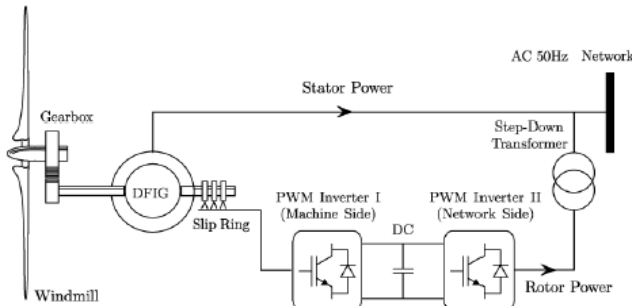 AC 50Hz Network
Stator Power
Gearbox
Step-Down
Transformer
DFIG
PWM Inverter I
(Machine Side)
DC
PWM Inverter II
(Network Side)
Slip Ring
Rotor Power
Windmill